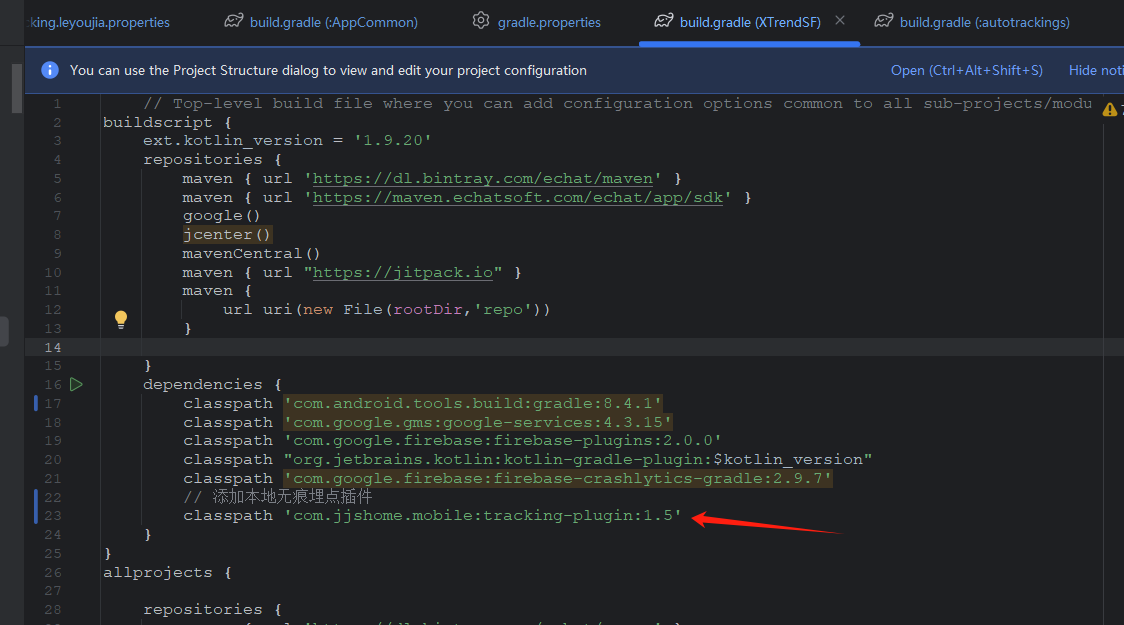 king.leyoujia.properties
build.gradle (:AppCommon)
gradle.properties
build.gradle (XTrendSF)
build.gradle (:autotrackings)
You can use the Project Structure dialog to view and edit your project configuration
Open (Ctrl+Alt+Shift+S)
Hide noti
1 // Top-level build file where you can add configuration options common to all sub-projects/modu
2 buildscript {
3 ext.kotlin_version = '1.9.20'
4 repositories {
5 maven { url 'https://dl.bintray.com/echat/maven' }
6 maven { url 'https://maven.echatsoft.com/echat/app/sdk' }
7 google()
8 jcenter()
9 mavenCentral()
10 maven { url "https://jitpack.io" }
11 maven {
12 url uri(new File(rootDir,'repo'))
13 }
14
15 }
16 dependencies {
17 classpath 'com.android.tools.build:gradle:8.4.1'
18 classpath 'com.google.gms:google-services:4.3.15'
19 classpath 'com.google.firebase:firebase-plugins:2.0.0'
20 classpath "org.jetbrains.kotlin:kotlin-gradle-plugin:$kotlin_version"
21 classpath 'com.google.firebase:firebase-crashlytics-gradle:2.9.7'
22 // 添加本地无痕埋点插件
23 classpath 'com.jjshome.mobile:tracking-plugin:1.5'
24 }
25 }
26 allprojects {
27
28 repositories {